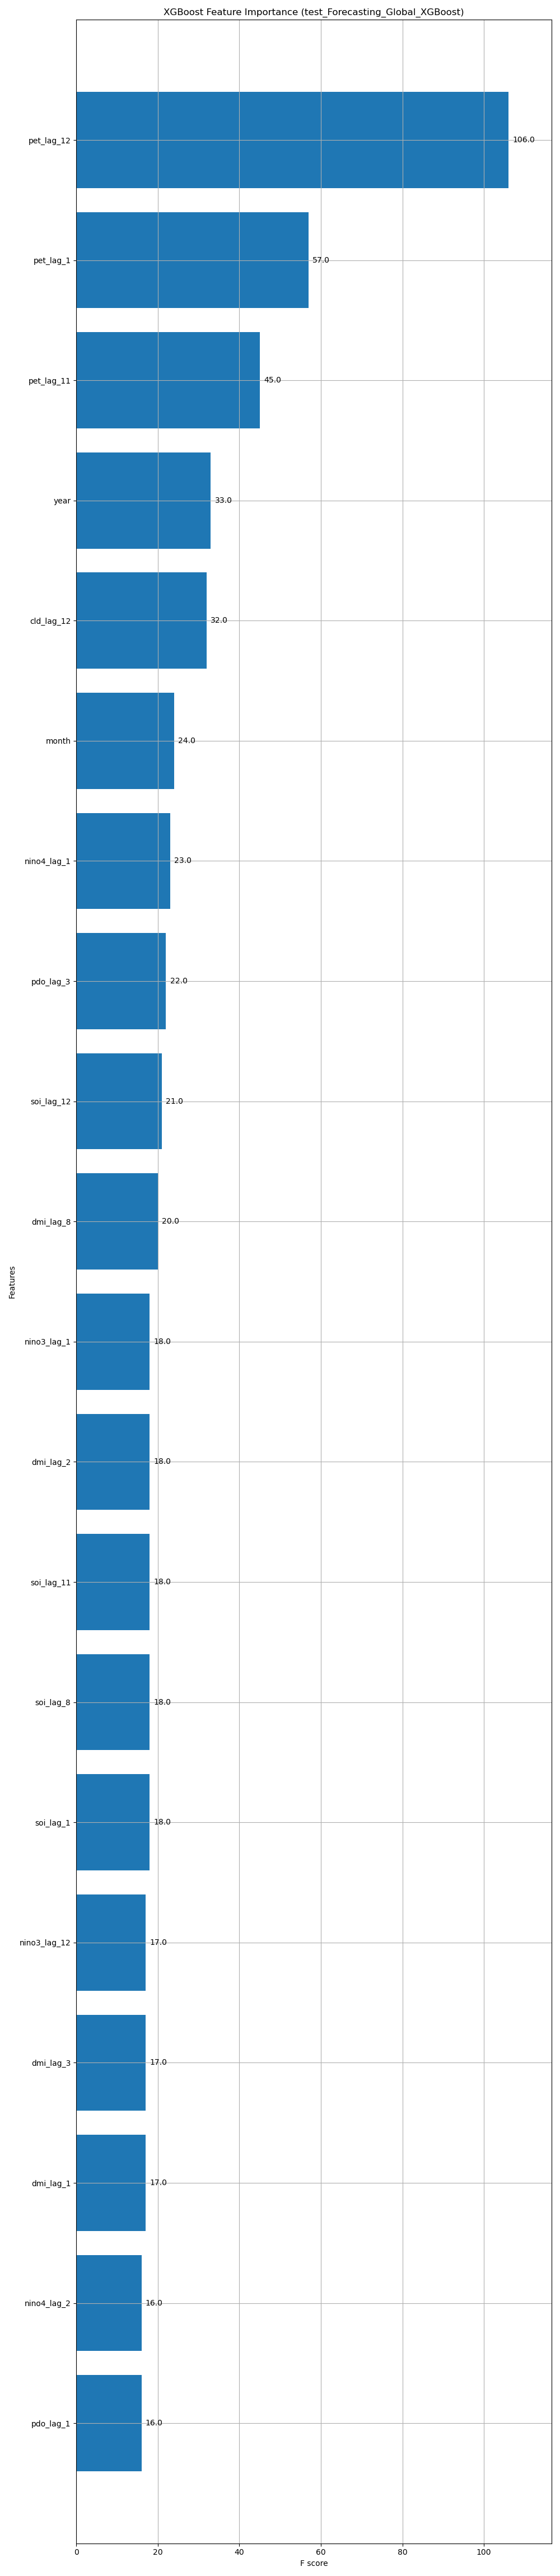 XGBoost Feature Importance (test_Forecasting_Global_XGBoost)
pet_lag_12 106.0
pet_lag_1 57.0
pet_lag_11 45.0
year 33.0
cld_lag_12 32.0
month 24.0
nino4_lag_1 23.0
pdo_lag_3 22.0
soi_lag_12 21.0
dmi_lag_8 20.0
Features
nino3_lag_1 18.0
dmi_lag_2 18.0
soi_lag_11 18.0
soi_lag_8 18.0
soi_lag_1 18.0
nino3_lag_12 17.0
dmi_lag_3 17.0
dmi_lag_1 17.0
nino4_lag_2 16.0
pdo_lag_1 16.0
0 20 40 60 80 100
F score